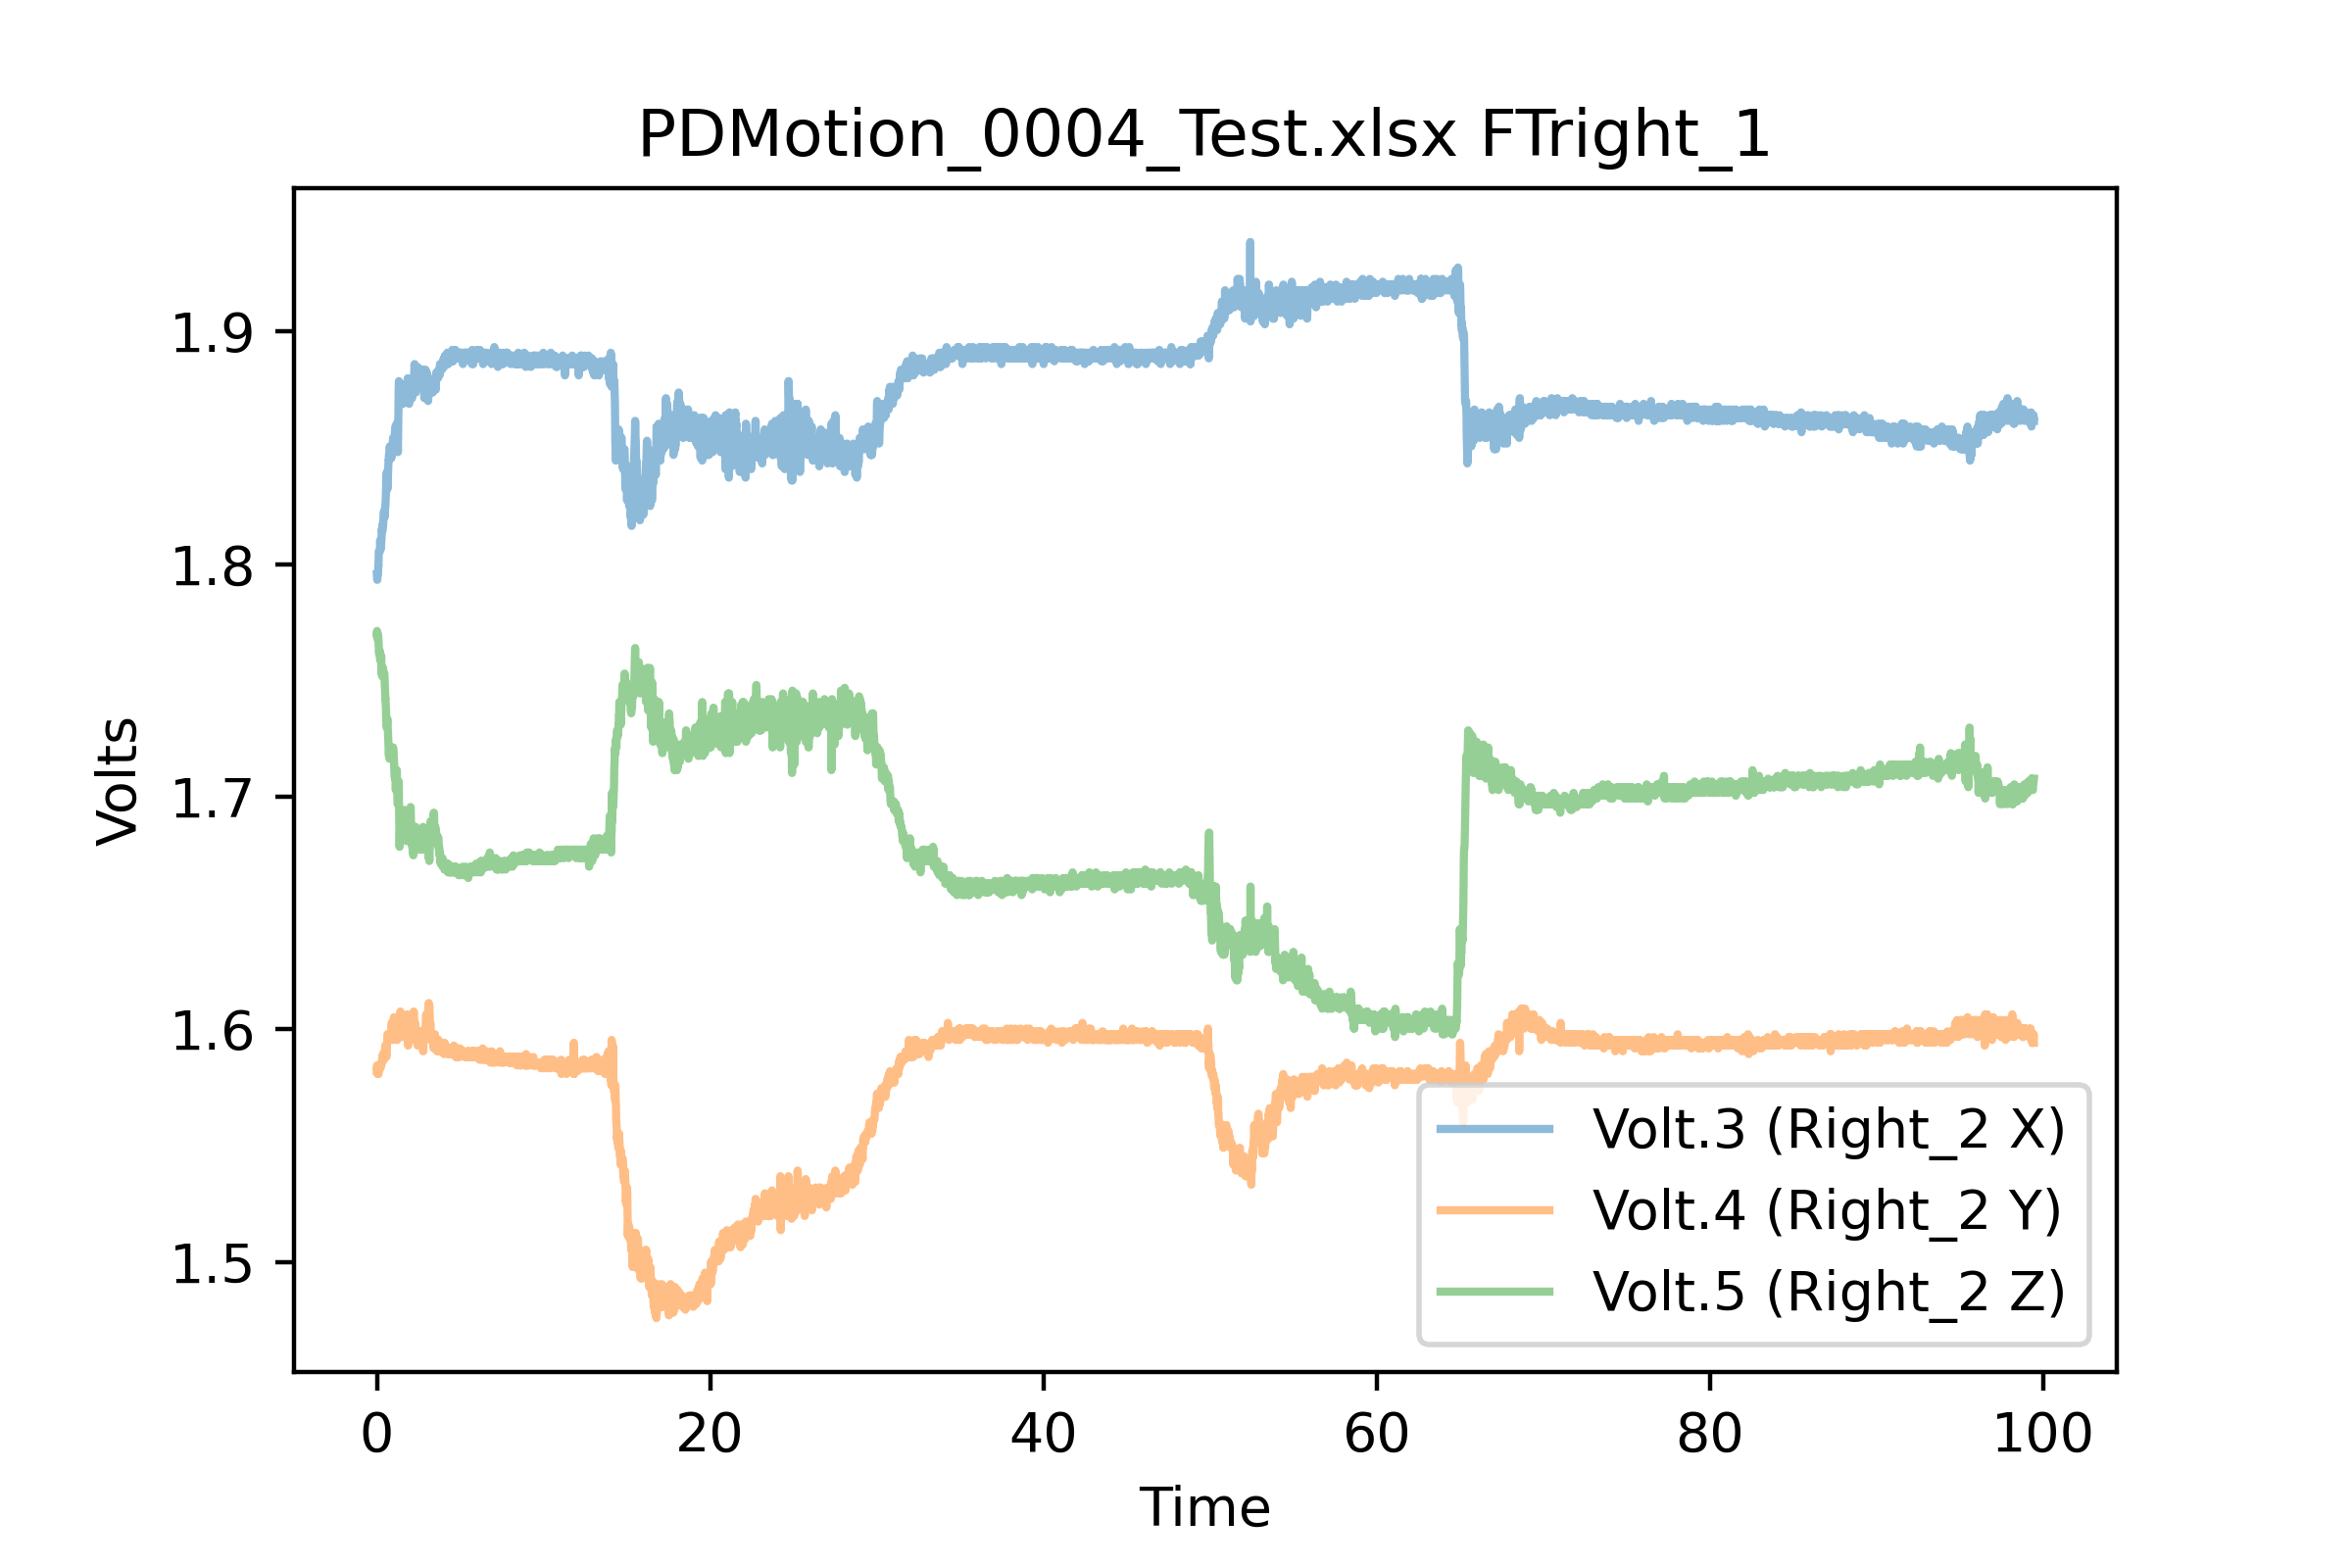 PDMotion_0004_Test.xlsx FTright_1
Volts
1.9
1.8
1.7
1.6
1.5
0 20 40 60 80 100
Time
Volt.3 (Right_2 X)
Volt.4 (Right_2 Y)
Volt.5 (Right_2 Z)